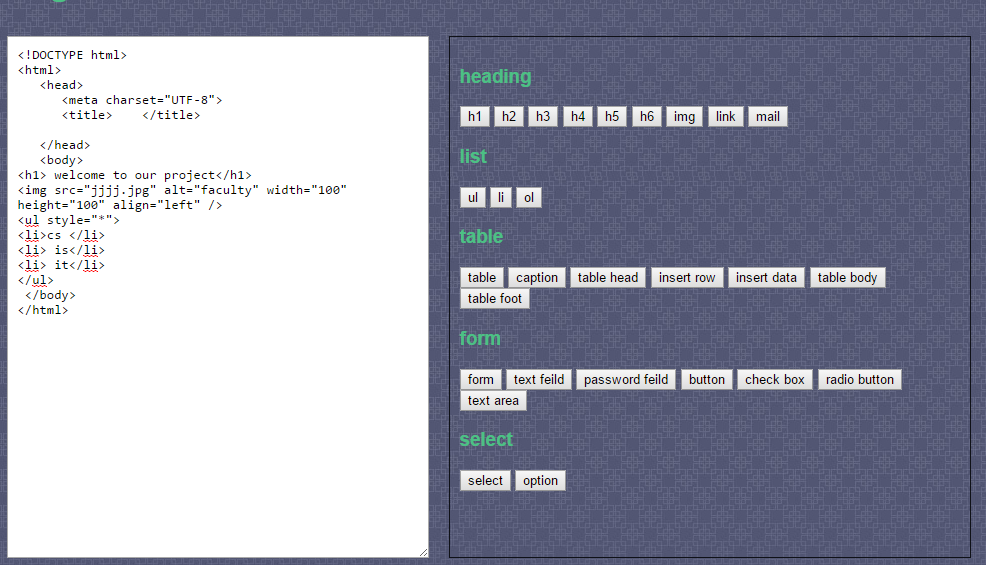 <!DOCTYPE html>
<html>
<head>
<meta charset="UTF-8">
<title>    </title>
</head>
<body>
<h1> welcome to our project</h1>
<img src="jjjj.jpg" alt="faculty" width="100"
height="100" align="left" />
<ul style="*">
<li>cs </li>
<li> is</li>
<li> it</li>
</ul>
</body>
</html>
heading
h1 h2 h3 h4 h5 h6 img link mail
list
ul li ol
table
table caption table head insert row insert data table body
table foot
form
form text feild password feild button check box radio button
text area
select
select option